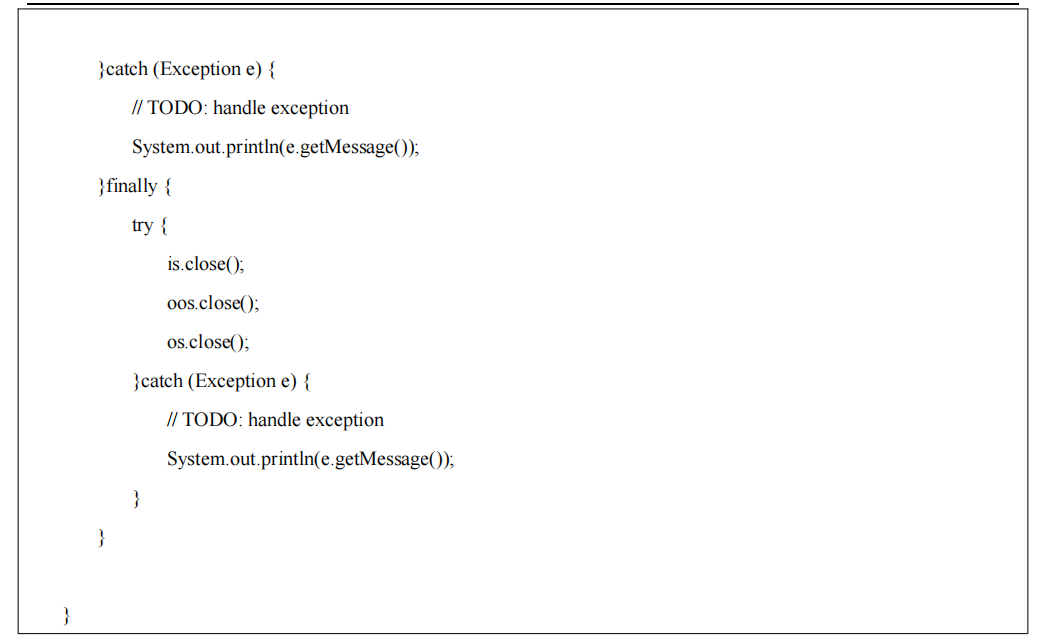 }catch (Exception e) {
// TODO: handle exception
System.out.println(e.getMessage());
}finally {
try {
is.close();
oos.close();
os.close();
}catch (Exception e) {
// TODO: handle exception
System.out.println(e.getMessage());
}
}
}